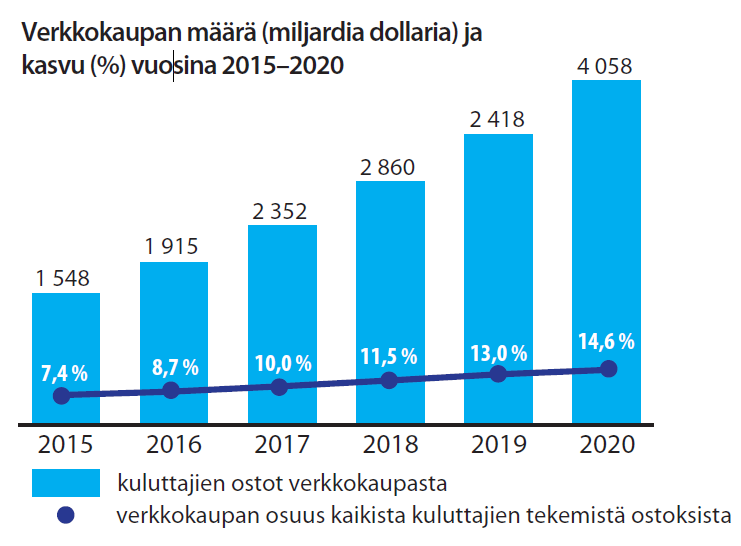 Verkkokaupan määrä (miljardia dollaria) ja
kasvu (%) vuosina 2015–2020
4 058
2 418
2 860
2 352
1 915
1 548
7,4 %
8,7 %
10,0 %
11,5 %
13,0 %
14,6 %
2015 2016 2017 2018 2019 2020
kuluttajien ostot verkkokaupasta
verkkokaupan osuus kaikista kuluttajien tekemistä ostoksista